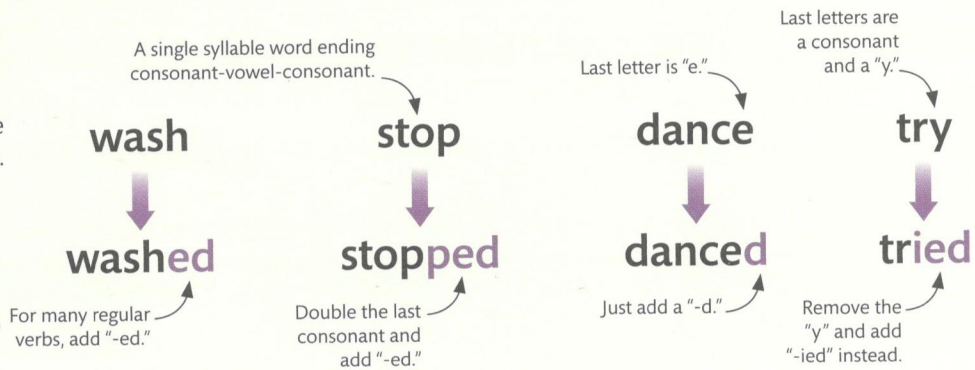 A single syllable word ending
consonant-vowel-consonant.
Last letter is "e."
Last letters are
a consonant
and a "y."
wash
stop
dance
try
washed
stopped
danced
tried
For many regular
verbs, add "-ed."
Double the last
consonant and
add "-ed."
Just add a "-d."
Remove the
"y" and add
"-ied" instead.